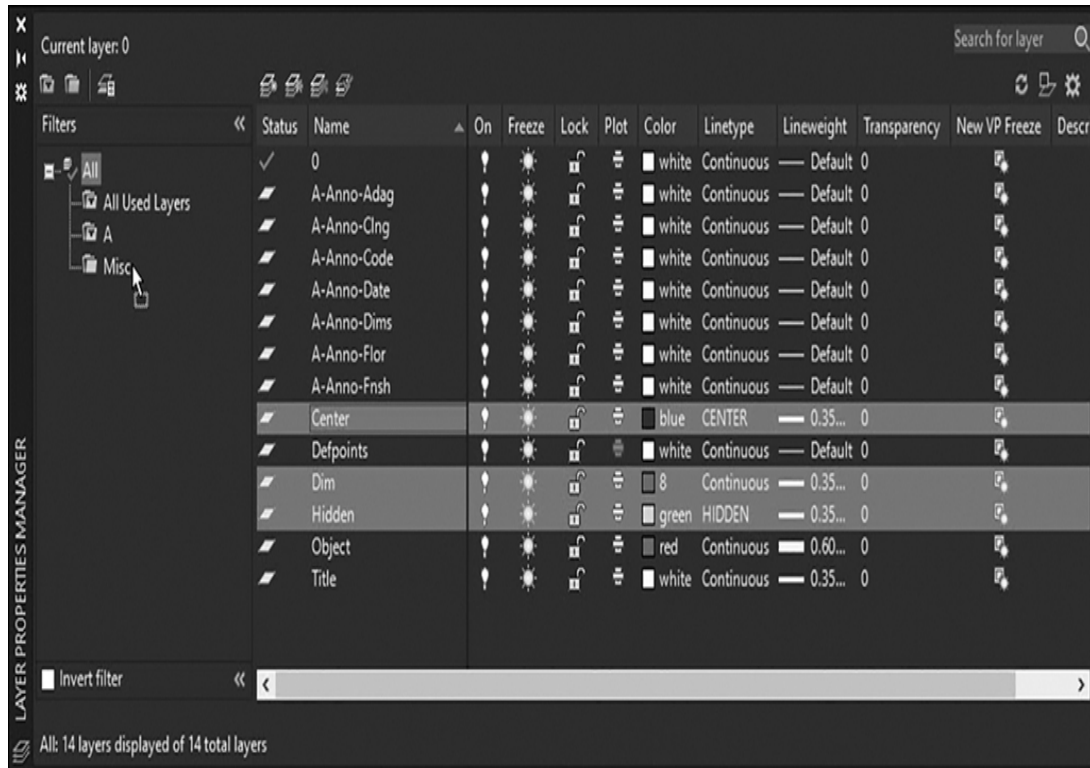 Current layer: 0
Search for layer
Filters
Status Name On Freeze Lock Plot Color Linetype Lineweight Transparency New VP Freeze Descr
All
All Used Layers
A
Misc
0 white Continuous Default 0
A-Anno-Adag white Continuous Default 0
A-Anno-Clng white Continuous Default 0
A-Anno-Code white Continuous Default 0
A-Anno-Date white Continuous Default 0
A-Anno-Dims white Continuous Default 0
A-Anno-Flor white Continuous Default 0
A-Anno-Fnsh white Continuous Default 0
Center blue CENTER 0.35... 0
Defpoints white Continuous Default 0
Dim 8 Continuous 0.35... 0
Hidden green HIDDEN 0.35... 0
Object red Continuous 0.60... 0
Title white Continuous 0.35... 0
Invert filter
LAYER PROPERTIES MANAGER
All: 14 layers displayed of 14 total layers